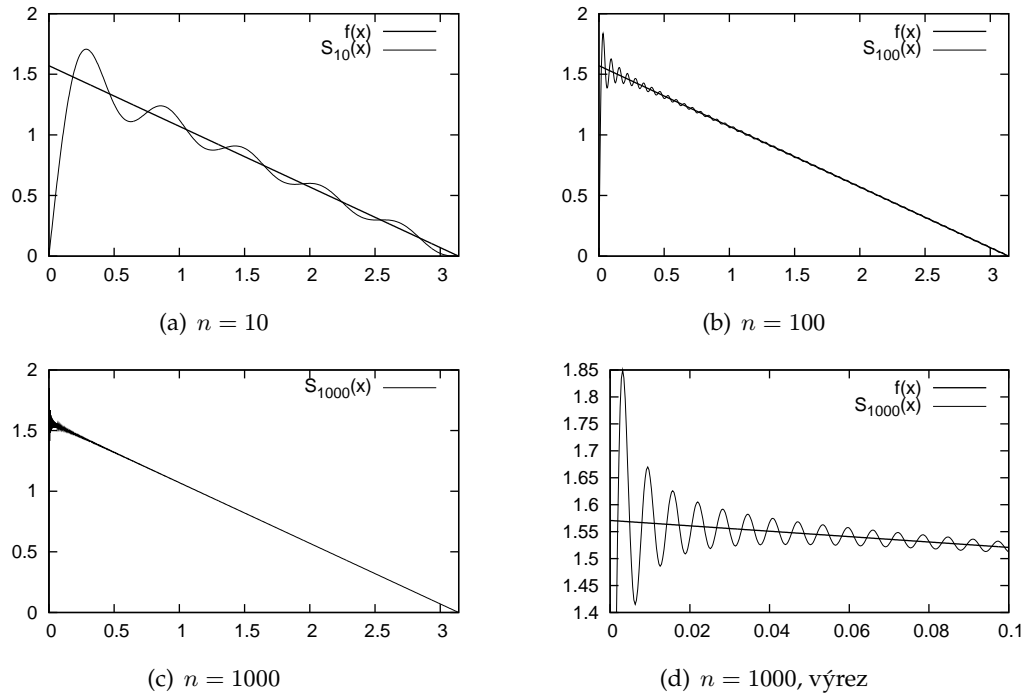 2
1.5
1
0.5
0
0 0.5 1 1.5 2 2.5 3
f(x)
S10(x)
(a) n = 10
2
1.5
1
0.5
0
0 0.5 1 1.5 2 2.5 3
f(x)
S100(x)
(b) n = 100
2
1.5
1
0.5
0
0 0.5 1 1.5 2 2.5 3
S1000(x)
(c) n = 1000
1.85
1.8
1.75
1.7
1.65
1.6
1.55
1.5
1.45
1.4
0 0.02 0.04 0.06 0.08 0.1
f(x)
S1000(x)
(d) n = 1000, výrez